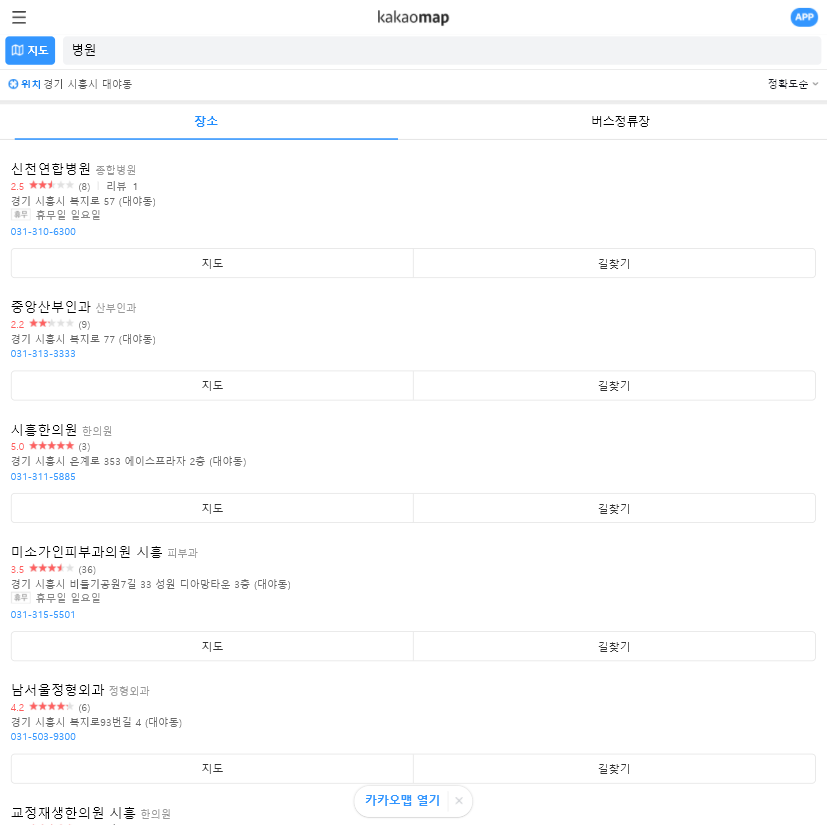 kakaomap
APP
지도
병원
위치 경기 시흥시 대야동
정확도순
장소
버스정류장
신천연합병원 종합병원
2.5 (8) 리뷰 1
경기 시흥시 복지로 57 (대야동)
휴무 휴무일 일요일
031-310-6300
지도
길찾기
중앙산부인과 산부인과
2.2 (9)
경기 시흥시 복지로 77 (대야동)
031-313-3333
지도
길찾기
시흥한의원 한의원
5.0 (3)
경기 시흥시 은계로 353 에이스프라자 2층 (대야동)
031-311-5885
지도
길찾기
미소가인피부과의원 시흥 피부과
3.5 (36)
경기 시흥시 비둘기공원7길 33 성원 디아망타운 3층 (대야동)
휴무 휴무일 일요일
031-315-5501
지도
길찾기
남서울정형외과 정형외과
4.2 (6)
경기 시흥시 복지로93번길 4 (대야동)
031-503-9300
지도
길찾기
카카오맵 열기
교정재생한의원 시흥 한의원